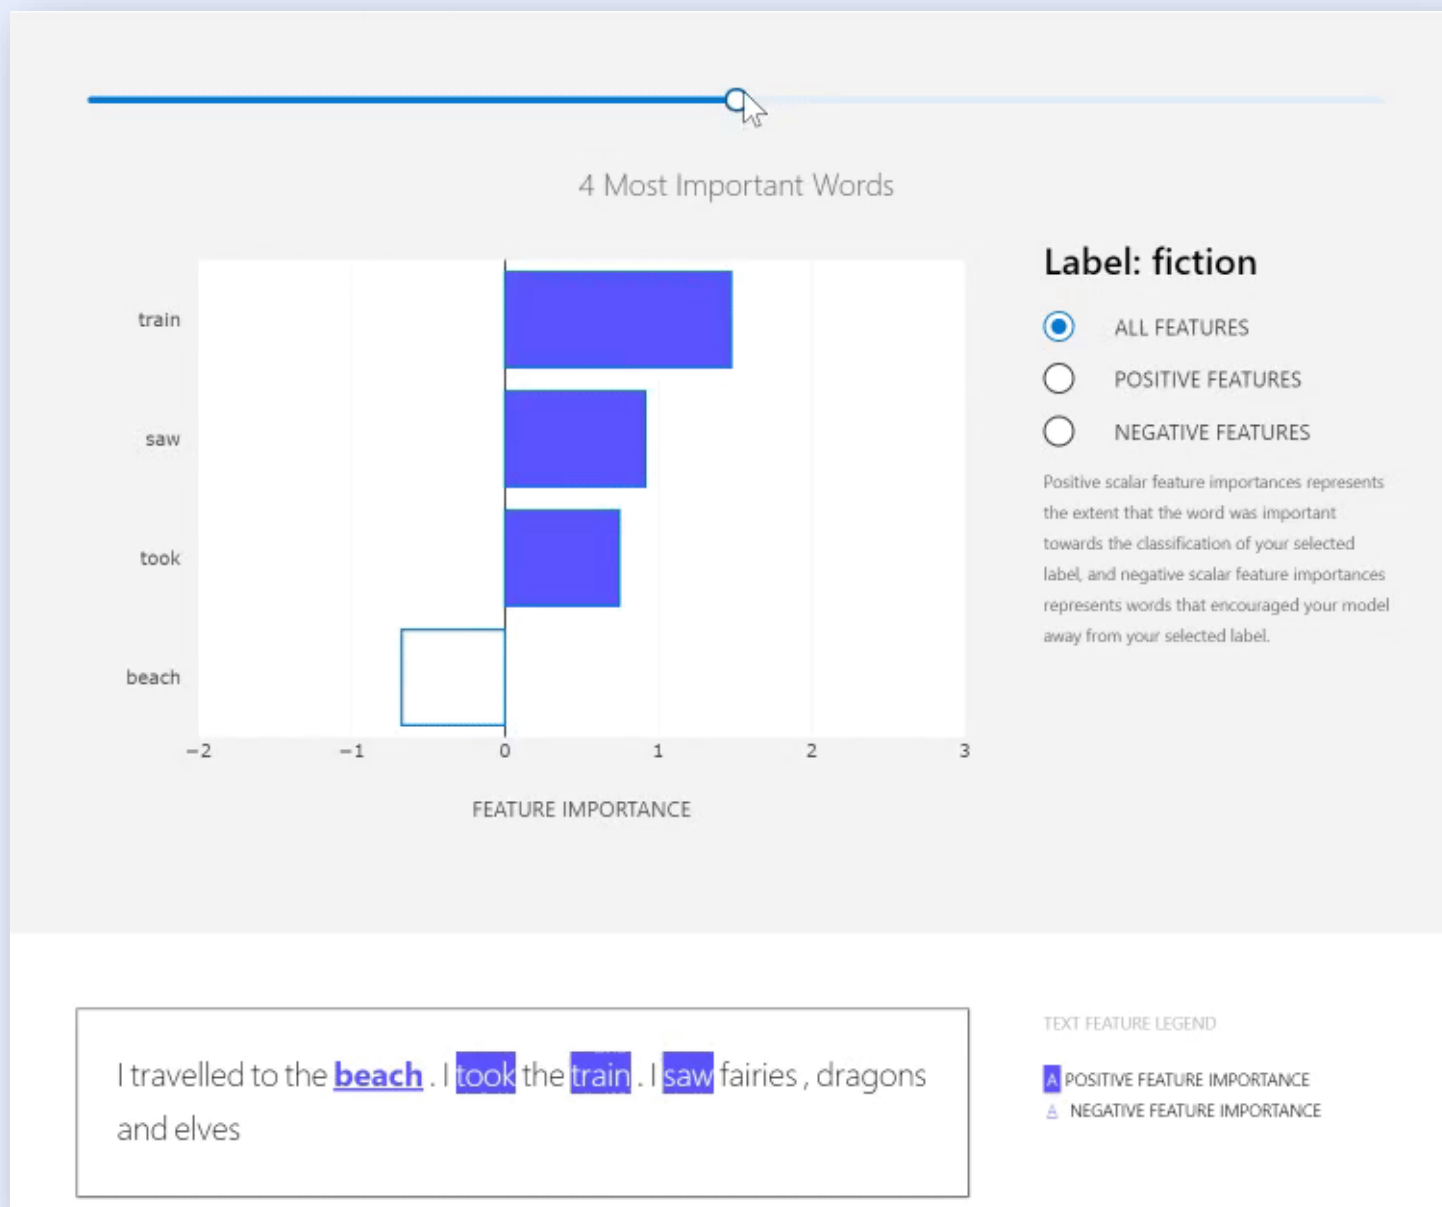 4 Most Important Words
Label: fiction
ALL FEATURES
POSITIVE FEATURES
NEGATIVE FEATURES
Positive scalar feature importances represents
the extent that the word was important
towards the classification of your selected
label, and negative scalar feature importances
represents words that encouraged your model
away from your selected label.
train
saw
took
beach
−2 −1 0 1 2 3
FEATURE IMPORTANCE
I travelled to the beach . I took the train . I saw fairies , dragons
and elves
TEXT FEATURE LEGEND
A POSITIVE FEATURE IMPORTANCE
A NEGATIVE FEATURE IMPORTANCE